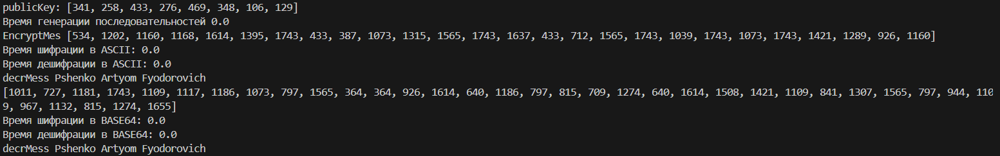 publicKey: [341, 258, 433, 276, 469, 348, 106, 129]
Время генерации последовательностей 0.0
EncryptMes [534, 1202, 1160, 1168, 1614, 1395, 1743, 433, 387, 1073, 1315, 1565, 1743, 1637, 433, 712, 1565, 1743, 1039, 1743, 1073, 1743, 1421, 1289, 926, 1160]
Время шифрации в ASCII: 0.0
Время дешифрации в ASCII: 0.0
decrMess Pshenko Artyom Fyodorovich
[1011, 727, 1181, 1743, 1109, 1117, 1186, 1073, 797, 1565, 364, 364, 926, 1614, 640, 1186, 797, 815, 709, 1274, 640, 1614, 1508, 1421, 1109, 841, 1307, 1565, 797, 944, 110
9, 967, 1132, 815, 1274, 1655]
Время шифрации в BASE64: 0.0
Время дешифрации в BASE64: 0.0
decrMess Pshenko Artyom Fyodorovich